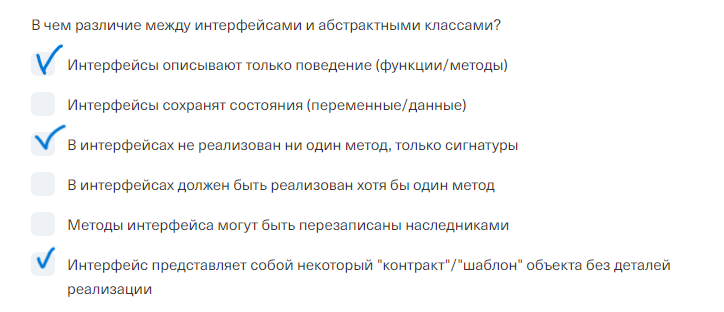 В чем различие между интерфейсами и абстрактными классами?
Интерфейсы описывают только поведение (функции/методы)
Интерфейсы сохранят состояния (переменные/данные)
В интерфейсах не реализован ни один метод, только сигнатуры
В интерфейсах должен быть реализован хотя бы один метод
Методы интерфейса могут быть перезаписаны наследниками
Интерфейс представляет собой некоторый "контракт"/"шаблон" объекта без деталей
реализации